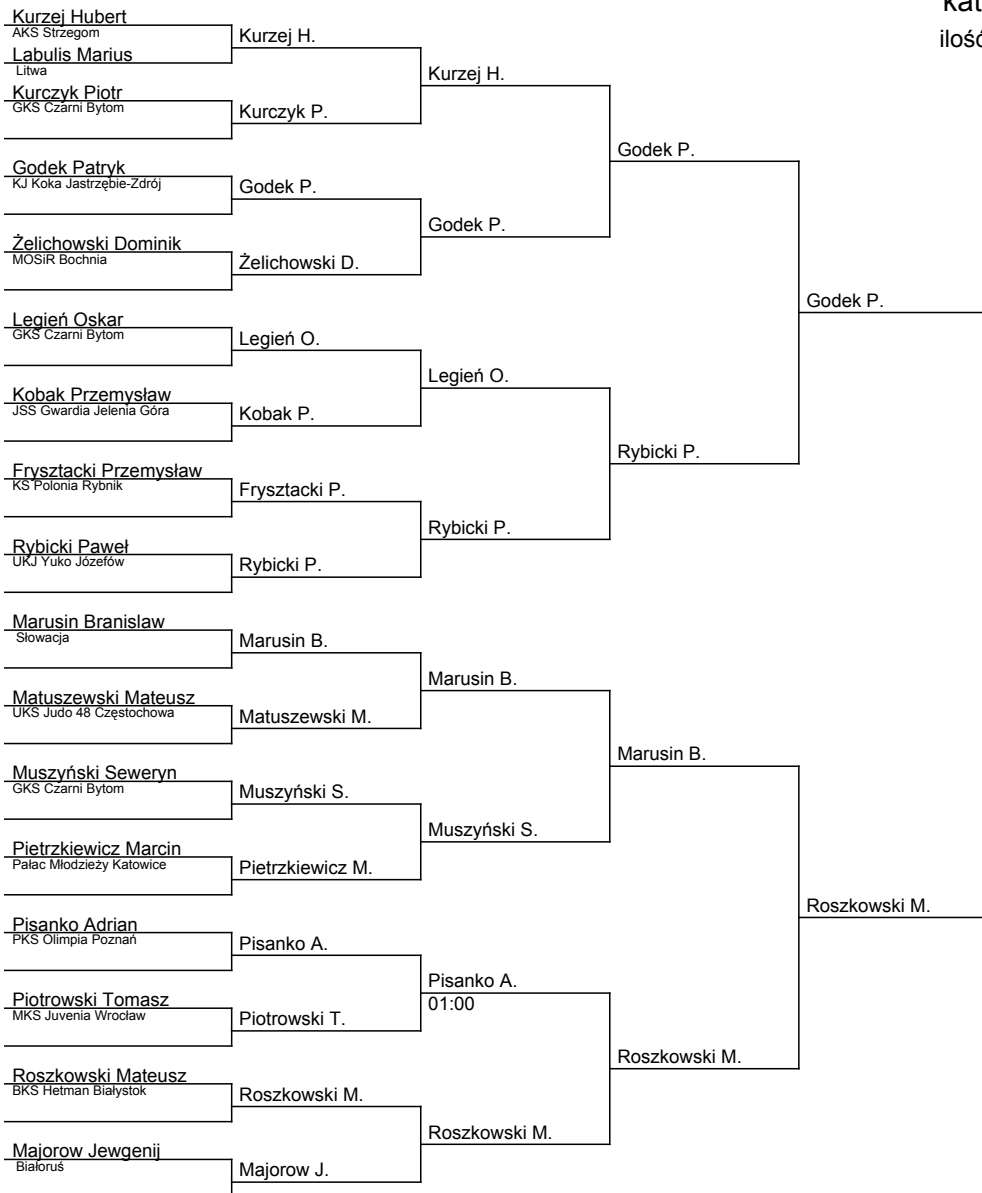 kat
ilość
Kurzej Hubert
AKS Strzegom
Labulis Marius
Litwa
Kurczyk Piotr
GKS Czarni Bytom
Godek Patryk
KJ Koka Jastrzębie-Zdrój
Żelichowski Dominik
MOSiR Bochnia
Legień Oskar
GKS Czarni Bytom
Kobak Przemysław
JSS Gwardia Jelenia Góra
Frysztacki Przemysław
KS Polonia Rybnik
Rybicki Paweł
UKJ Yuko Józefów
Marusin Branislaw
Słowacja
Matuszewski Mateusz
UKS Judo 48 Częstochowa
Muszyński Seweryn
GKS Czarni Bytom
Pietrzkiewicz Marcin
Pałac Młodzieży Katowice
Pisanko Adrian
PKS Olimpia Poznań
Piotrowski Tomasz
MKS Juvenia Wrocław
Roszkowski Mateusz
BKS Hetman Białystok
Majorow Jewgenij
Białoruś
Kurzej H.
Kurczyk P.
Godek P.
Żelichowski D.
Legień O.
Kobak P.
Frysztacki P.
Rybicki P.
Marusin B.
Matuszewski M.
Muszyński S.
Pietrzkiewicz M.
Pisanko A.
Piotrowski T.
Roszkowski M.
Majorow J.
Kurzej H.
Godek P.
Legień O.
Rybicki P.
Marusin B.
Muszyński S.
Pisanko A.
01:00
Roszkowski M.
Godek P.
Rybicki P.
Marusin B.
Roszkowski M.
Godek P.
Roszkowski M.